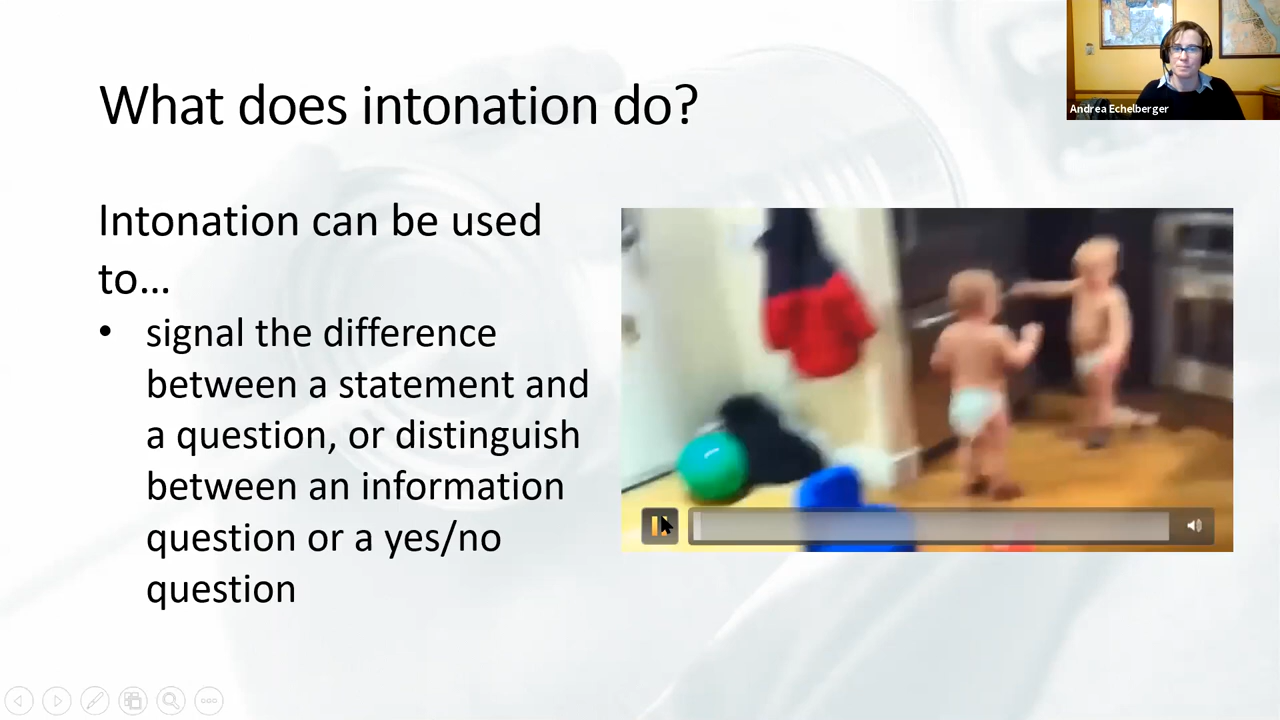 What does intonation do?
Andrea Echelberger
Intonation can be used
to...
• signal the difference
between a statement and
a question, or distinguish
between an information
question or a yes/no
question